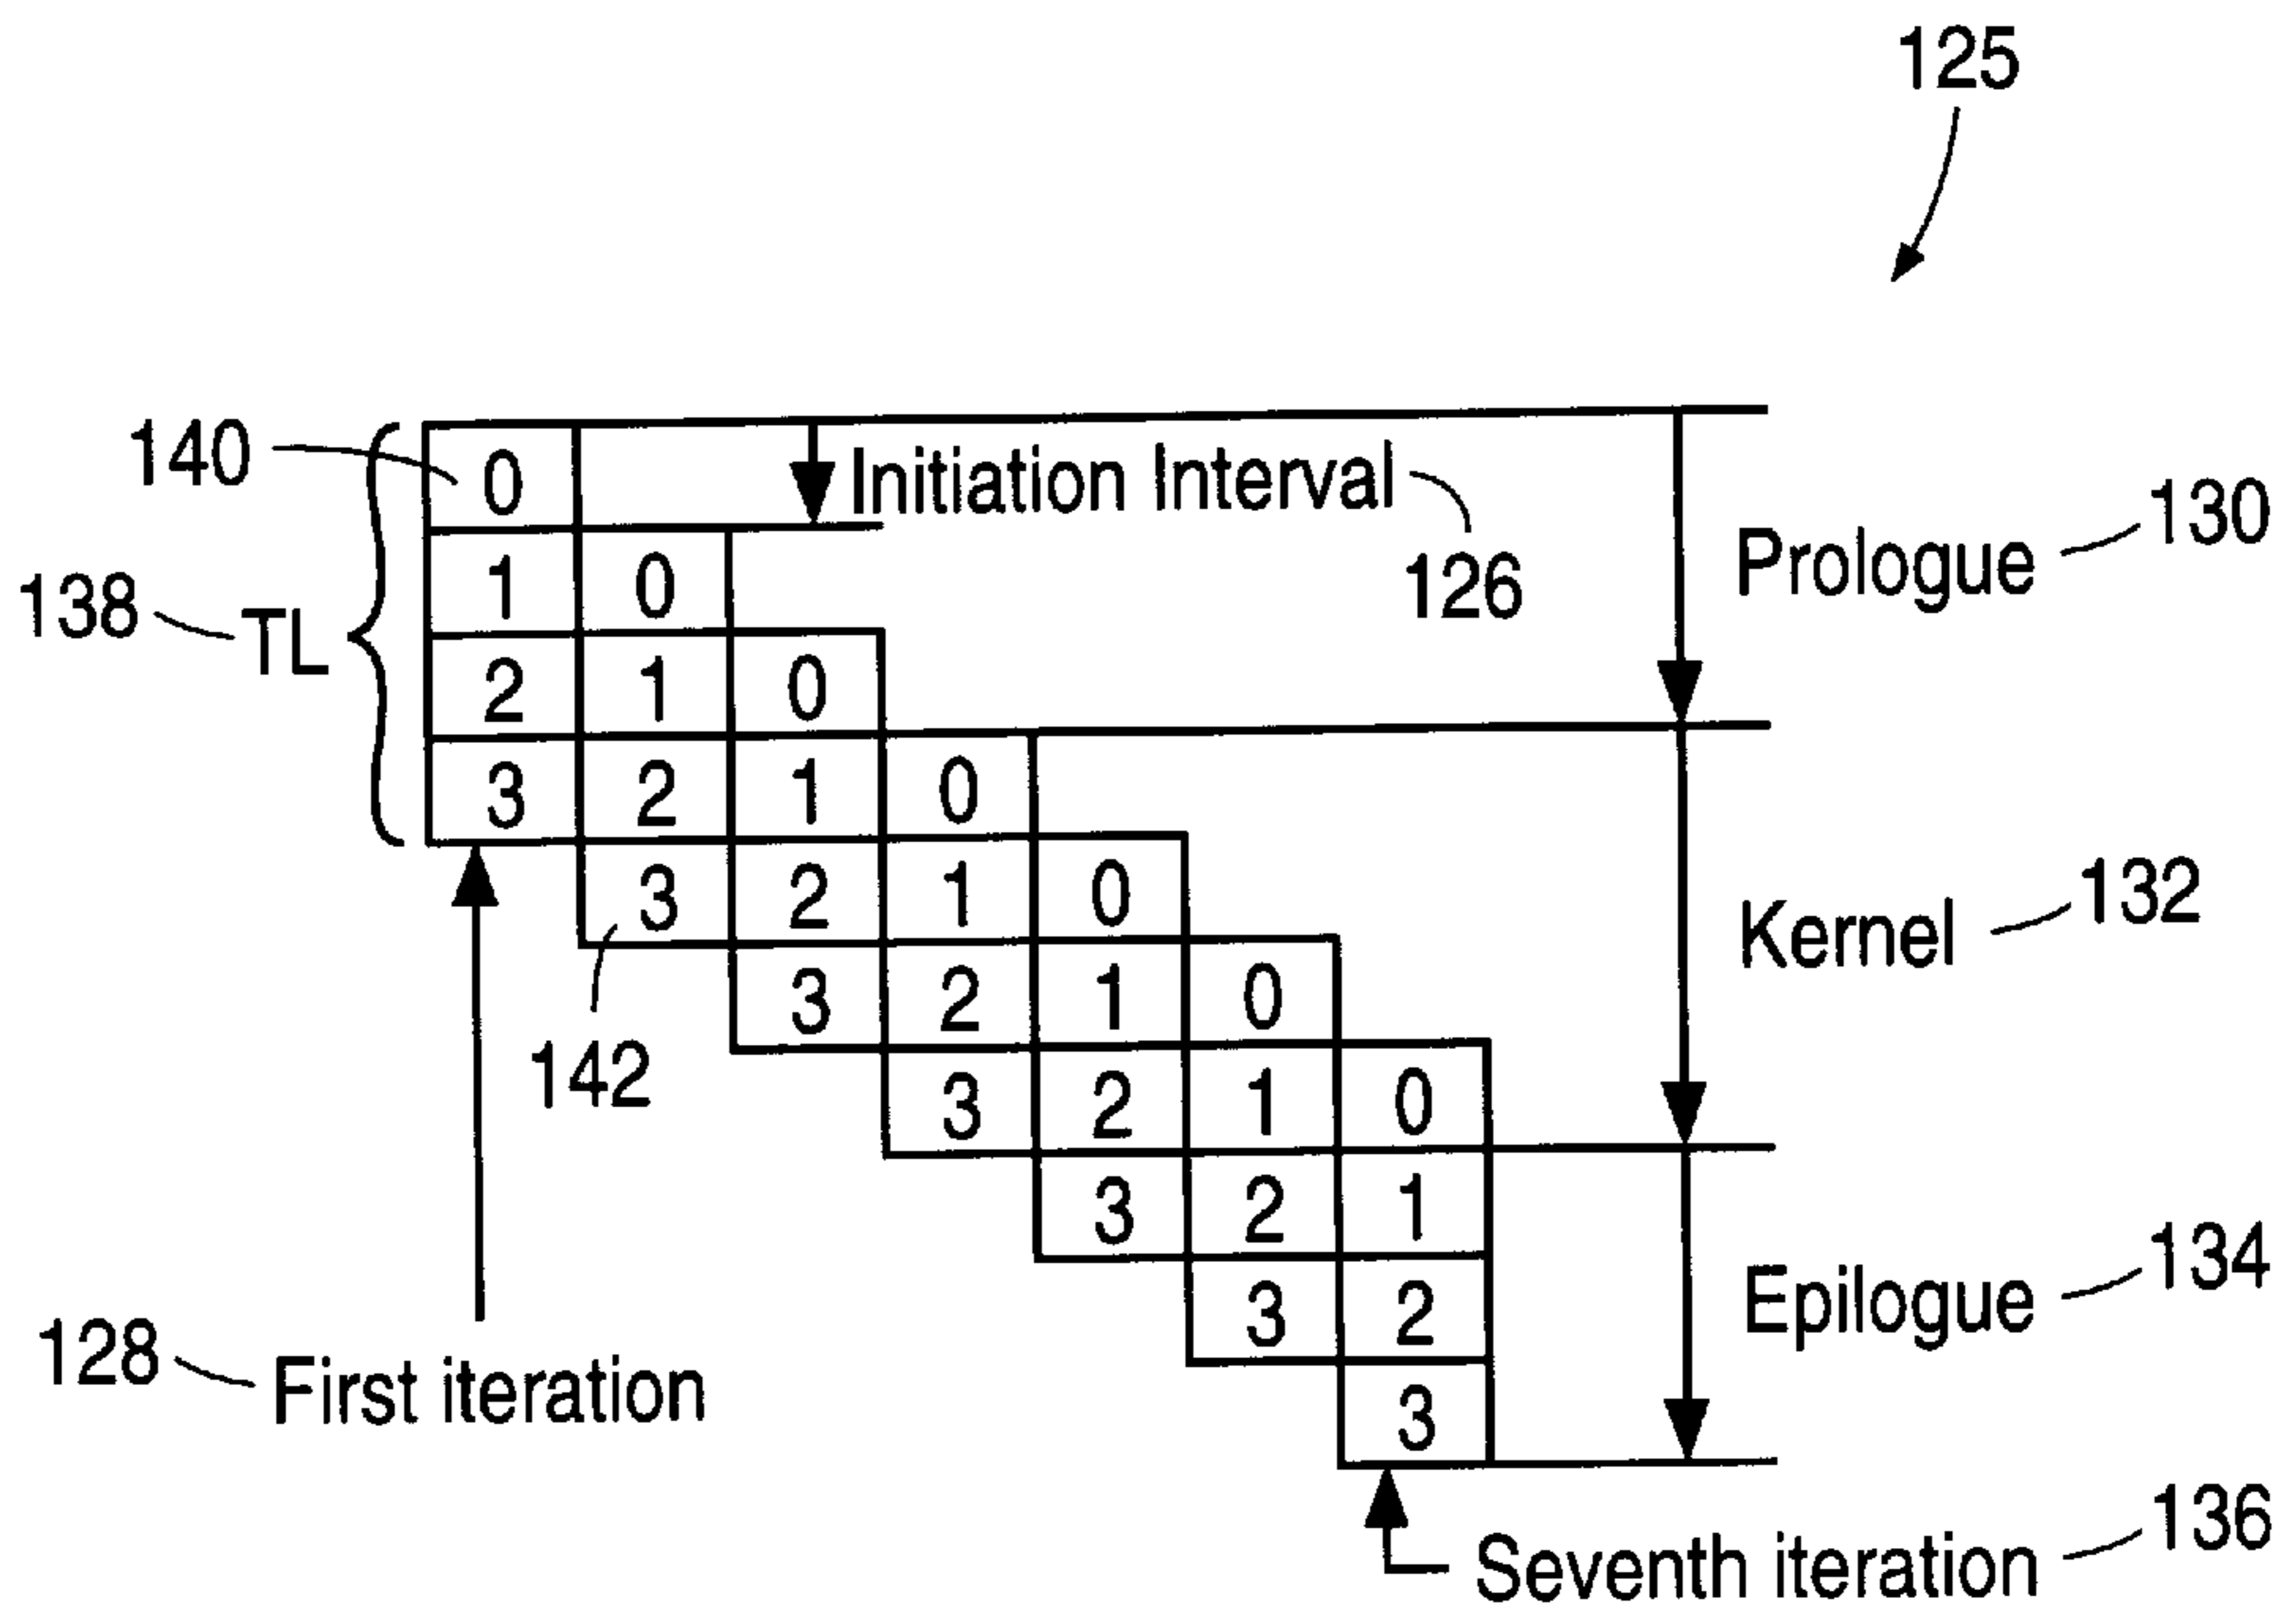 125
140 0 Initiation Interval
126
130
Prologue
1 0
138 TL
2 1 0
3 2 1 0
3 2 1 0
132
Kernel
3 2 1 0
142
3 2 1 0
3 2 1
134
Epilogue
3 2
128 First iteration
3
136
Seventh iteration